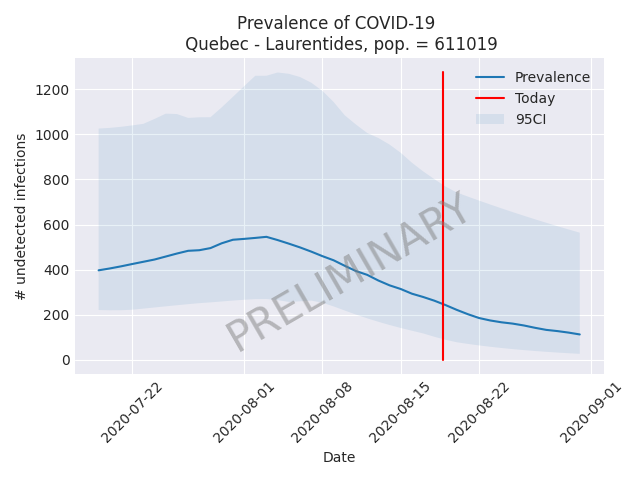 Prevalence of COVID-19
Quebec - Laurentides, pop. = 611019
# undetected infections
1200
1000
800
600
400
200
0
Prevalence
Today
95CI
PRELIMINARY
2020-07-22
2020-08-01
2020-08-08
2020-08-15
2020-08-22
2020-09-01
Date